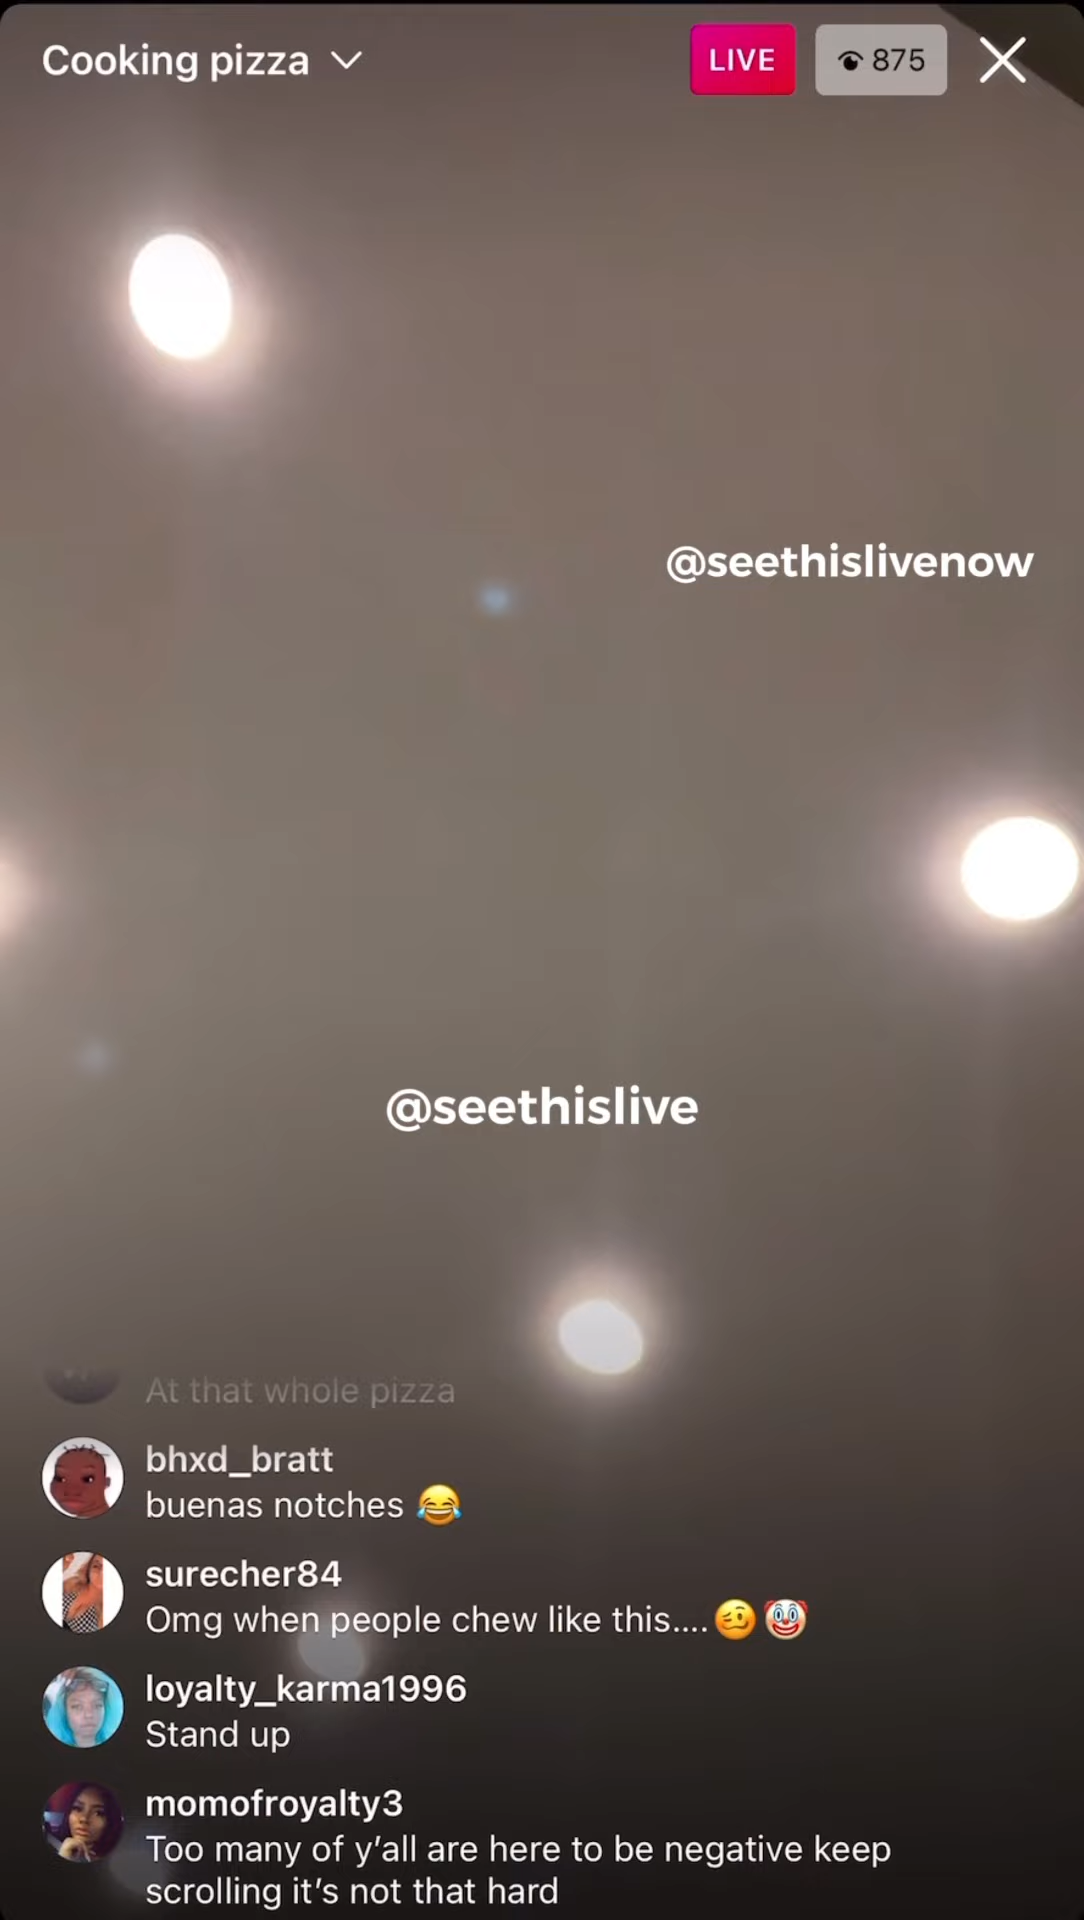 Cooking pizza
LIVE
875
@seethislivenow
@seethislive
At that whole pizza
bhxd_bratt
buenas notches 😂
surecher84
Omg when people chew like this....🥴🤡
loyalty_karma1996
Stand up
momofroyalty3
Too many of y’all are here to be negative keep
scrolling it’s not that hard